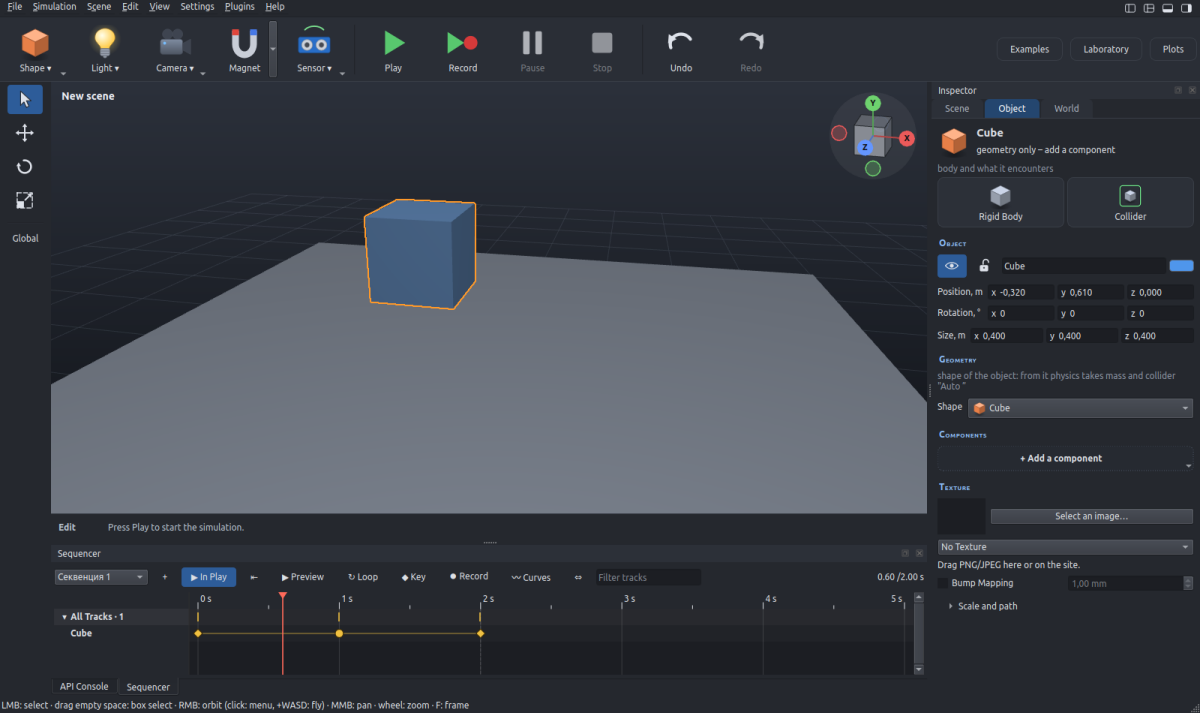 File Simulation Scene Edit View Settings Plugins Help
Shape ▾ Light ▾ Camera ▾ Magnet Sensor ▾ Play Record Pause Stop Undo Redo Examples Laboratory Plots
New scene
Y
X
Z
Global
Inspector
Scene Object World
Cube
geometry only – add a component
body and what it encounters
Rigid Body Collider
Object
Cube
Position, m x -0,320 y 0,610 z 0,000
Rotation, ° x 0 y 0 z 0
Size, m x 0,400 y 0,400 z 0,400
Geometry
shape of the object: from it physics takes mass and collider
"Auto "
Shape Cube
Components
+ Add a component
Texture
Select an image...
No Texture
Drag PNG/JPEG here or on the site.
Bump Mapping 1,00 mm
Scale and path
Edit Press Play to start the simulation.
Sequencer
Секвенция 1 + ▶ In Play ⇤ ▶ Preview ↻ Loop ◆ Key ● Record Curves ⇔ Filter tracks 0.60 /2.00 s
0 s 1 s 2 s 3 s 4 s 5 s
▾ All Tracks · 1
Cube
API Console Sequencer
LMB: select · drag empty space: box select · RMB: orbit (click: menu, +WASD: fly) · MMB: pan · wheel: zoom · F: frame